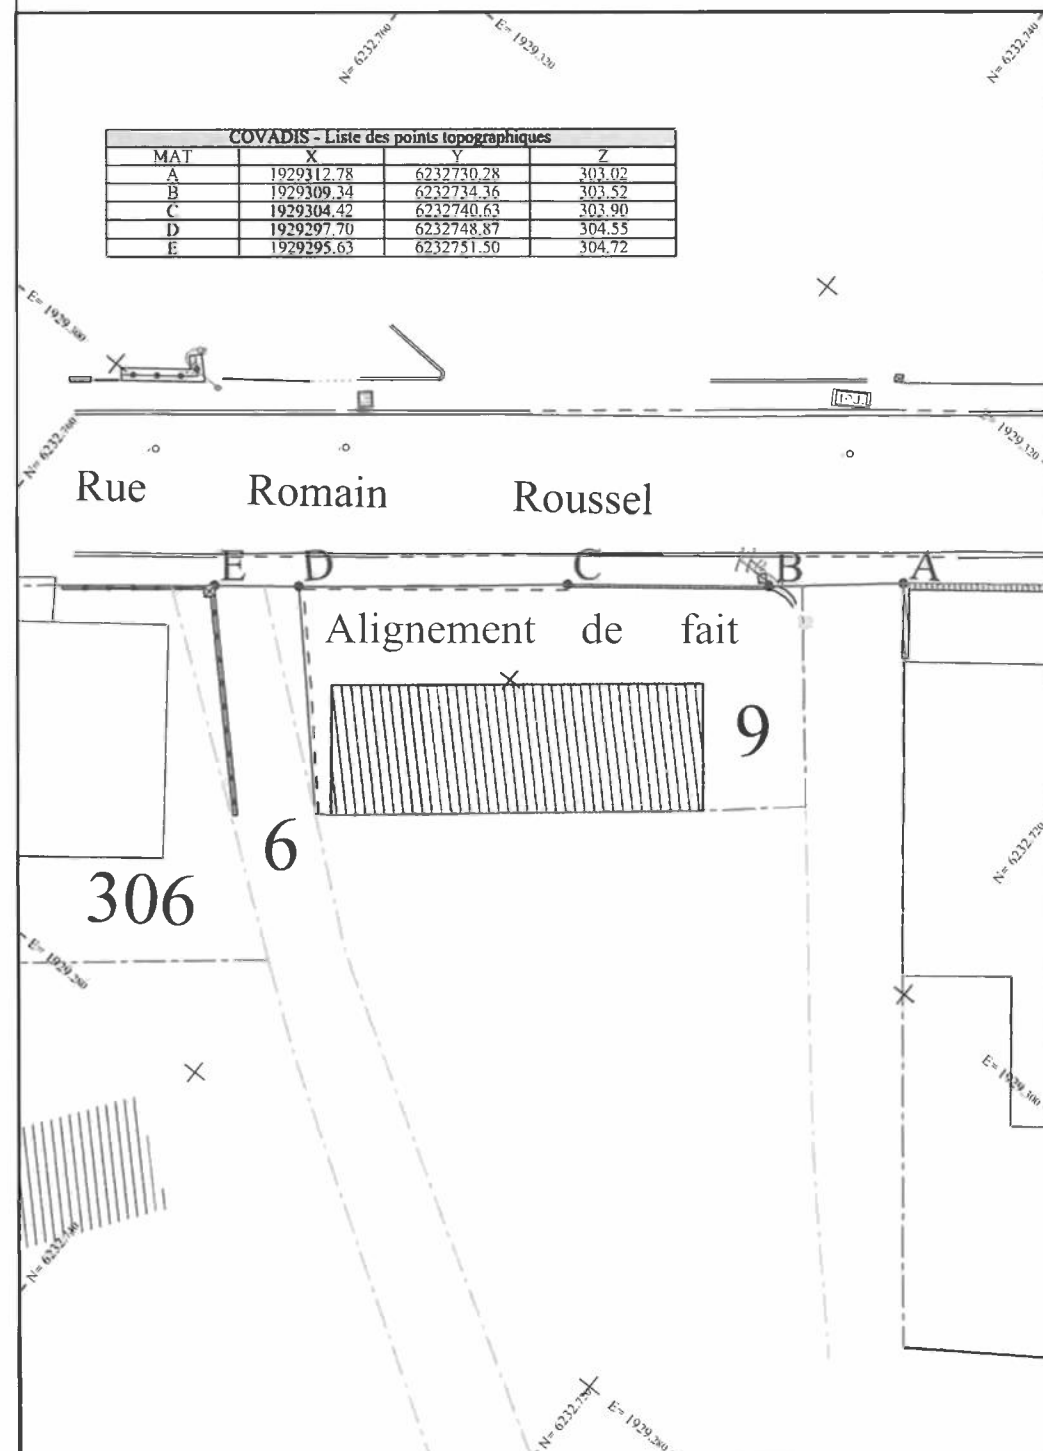 N= 6232.760
E= 1929.320
N= 6232.740
COVADIS - Liste des points topographiques
MAT X Y Z
A 1929312.78 6232730.28 303.02
B 1929309.34 6232734.36 303.52
C 1929304.42 6232740.63 303.90
D 1929297.70 6232748.87 304.55
E 1929295.63 6232751.50 304.72
E= 1929.300
N= 6232.760
E= 1929.320
Rue Romain Roussel
E D C B A
Alignement de fait
9
6
306
N= 6232.720
E= 1929.280
E= 1929.300
N= 6232.740
N= 6232.720
E= 1929.280